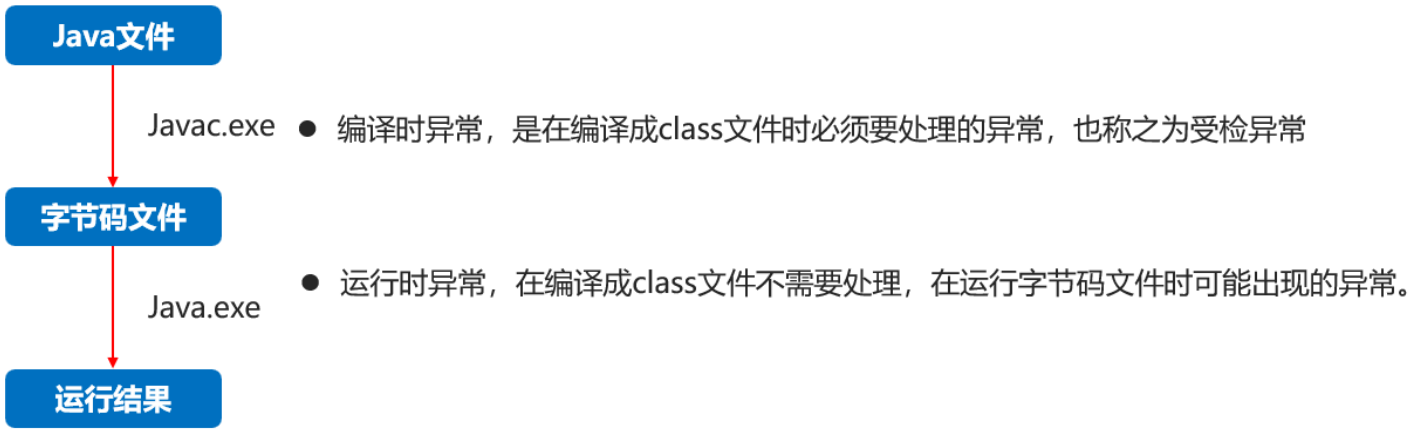 Java文件
Javac.exe
● 编译时异常，是在编译成class文件时必须要处理的异常，也称之为受检异常
字节码文件
● 运行时异常，在编译成class文件不需要处理，在运行字节码文件时可能出现的异常。
Java.exe
运行结果